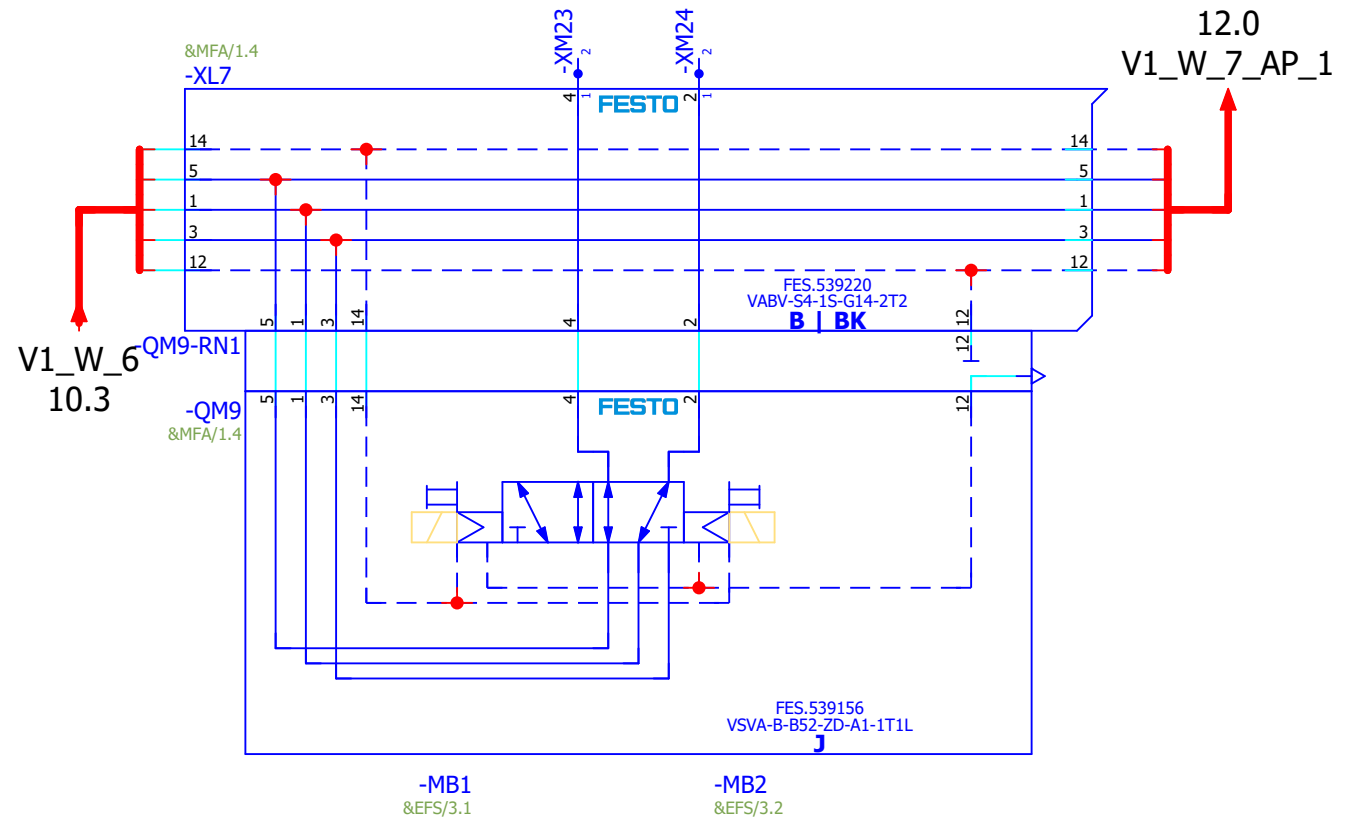 -XM23
2
-XM24
2
12.0
V1_W_7_AP_1
&MFA/1.4
-XL7
4
1
FESTO
2
1
14
14
5
5
1
1
3
3
12
12
FES.539220
VABV-S4-1S-G14-2T2
B | BK
5
1
3
14
4
2
12
V1_W_6
10.3
-QM9-RN1
12
-QM9
&MFA/1.4
5
1
3
14
4
FESTO
2
12
FES.539156
VSVA-B-B52-ZD-A1-1T1L
J
-MB1
&EFS/3.1
-MB2
&EFS/3.2